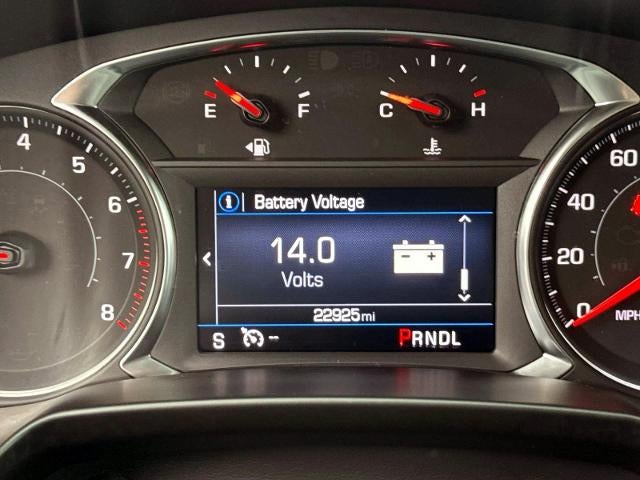 E F
C H
4
5
6
7
8
Battery Voltage
14.0
Volts
22925 mi
S -- PRNDL
60
40
20
0
MPH